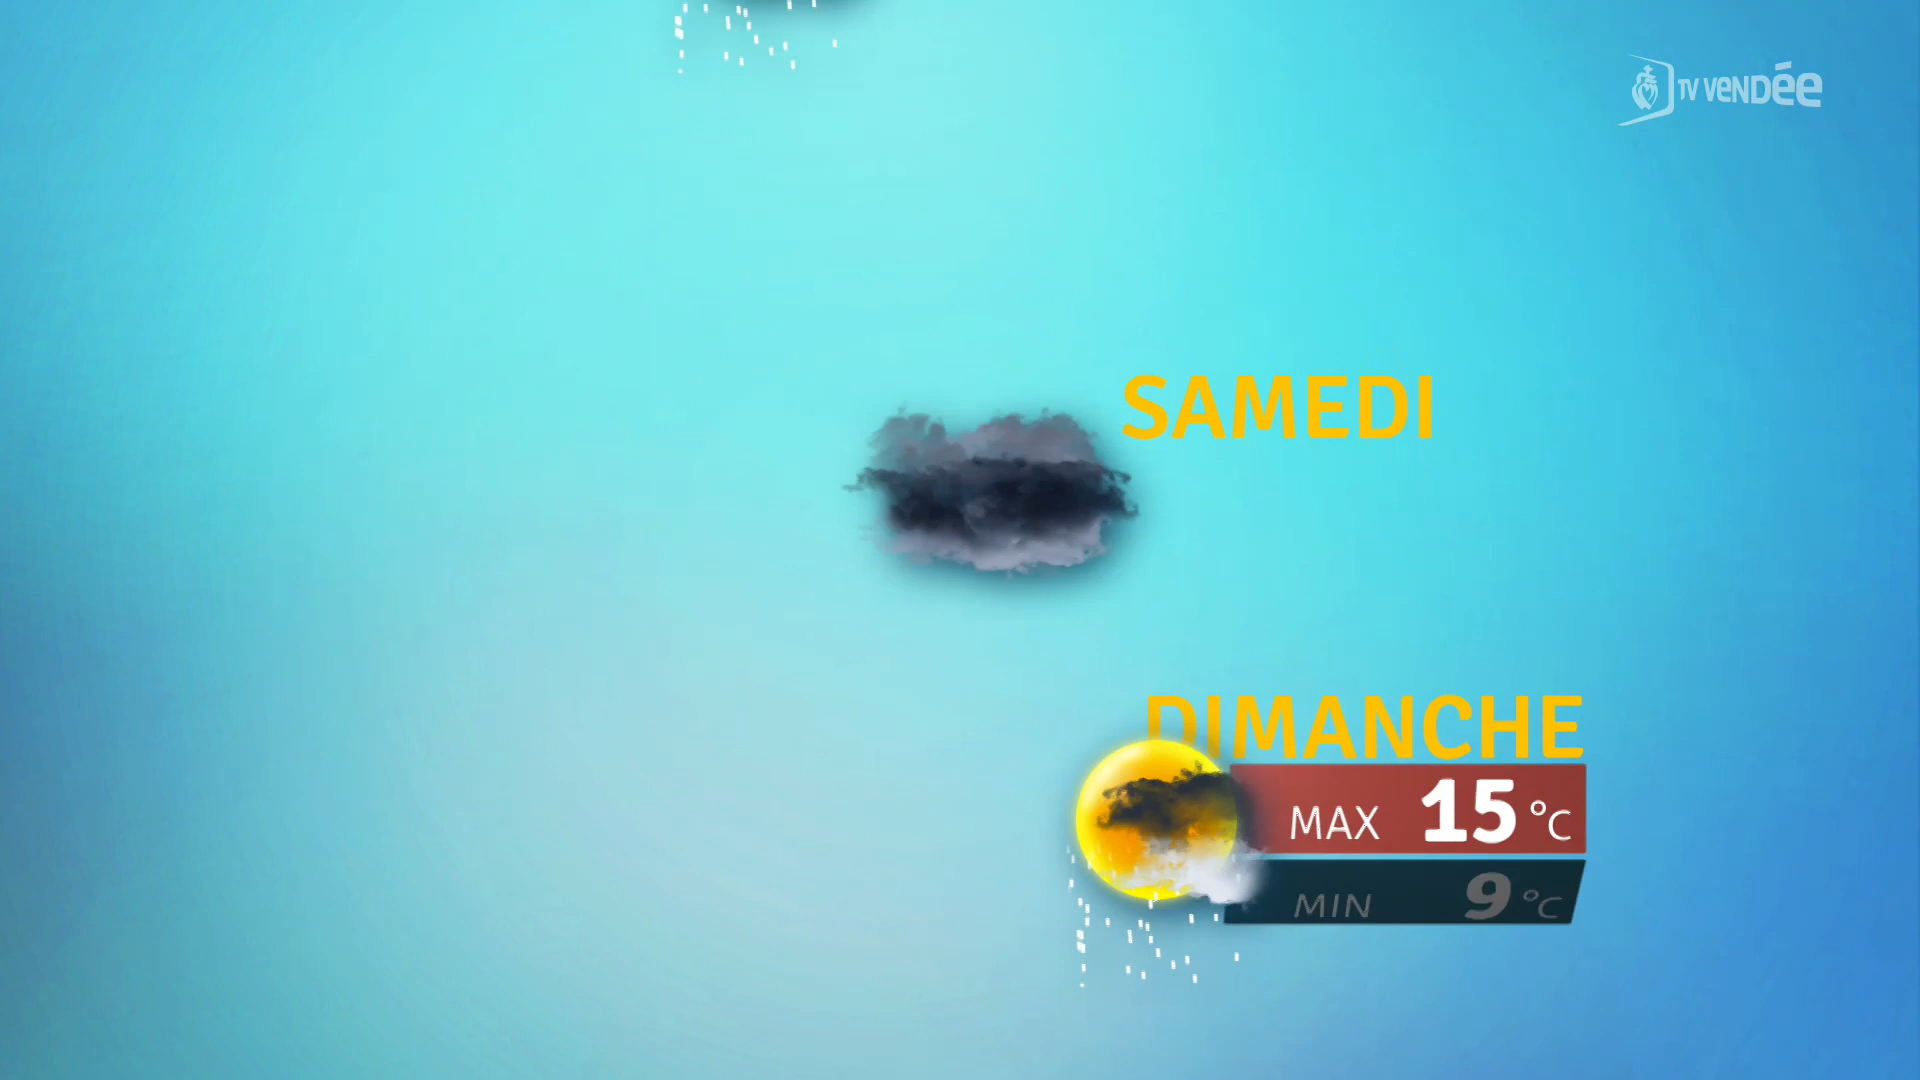 TV VENDÉE
SAMEDI
DIMANCHE
MAX 15 °C
MIN 9 °C